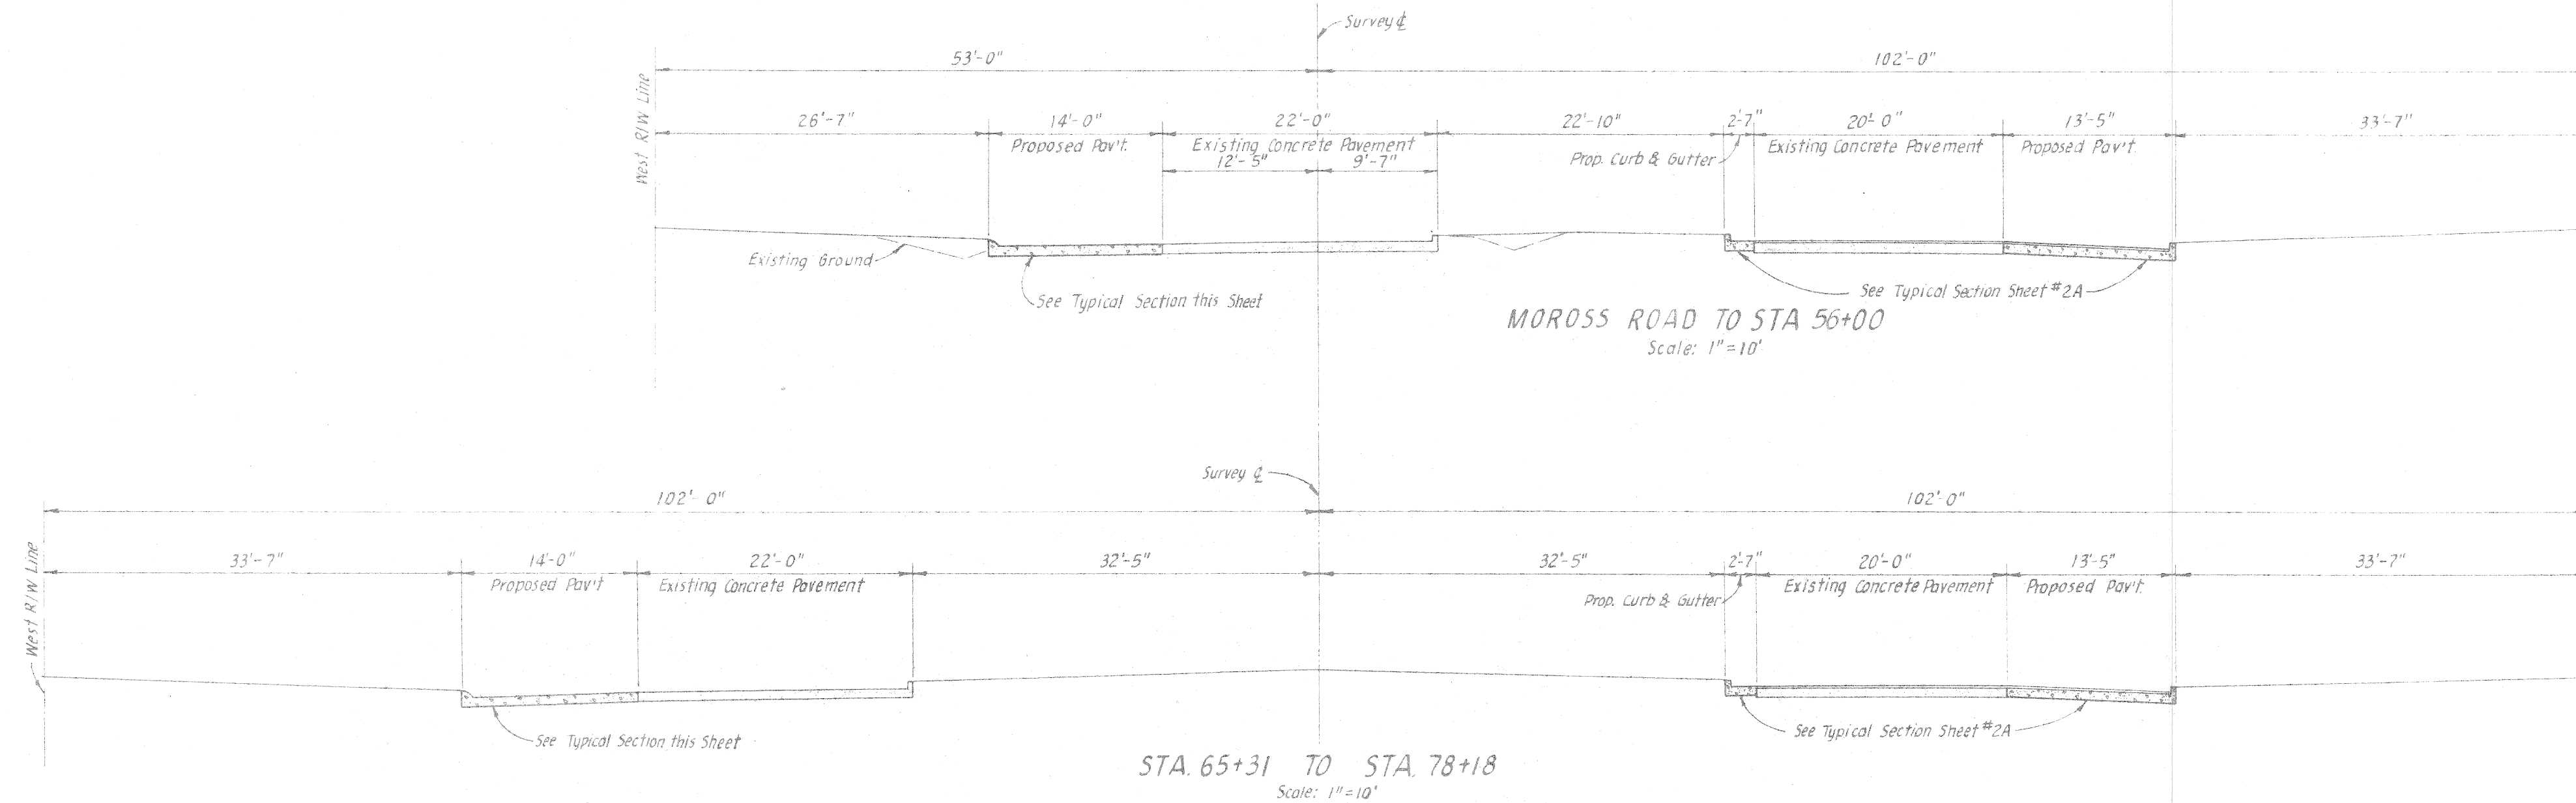 Survey ℄
53'-0"
102'-0"
West R/W Line
26'-7"
14'-0"
22'-0"
22'-10"
2'-7"
20'-0"
13'-5"
33'-7"
Proposed Pav't.
Existing Concrete Pavement
Prop. Curb & Gutter
Existing Concrete Pavement
Proposed Pav't.
12'-5"
9'-7"
Existing Ground
See Typical Section this Sheet
See Typical Section Sheet #2A
MOROSS ROAD TO STA 56+00
Scale: 1"=10'
Survey ℄
102'-0"
102'-0"
West R/W Line
33'-7"
14'-0"
22'-0"
32'-5"
32'-5"
2'-7"
20'-0"
13'-5"
33'-7"
Proposed Pav't
Existing Concrete Pavement
Prop. Curb & Gutter
Existing Concrete Pavement
Proposed Pav't.
See Typical Section this Sheet
See Typical Section Sheet #2A
STA. 65+31 TO STA. 78+18
Scale: 1"=10'